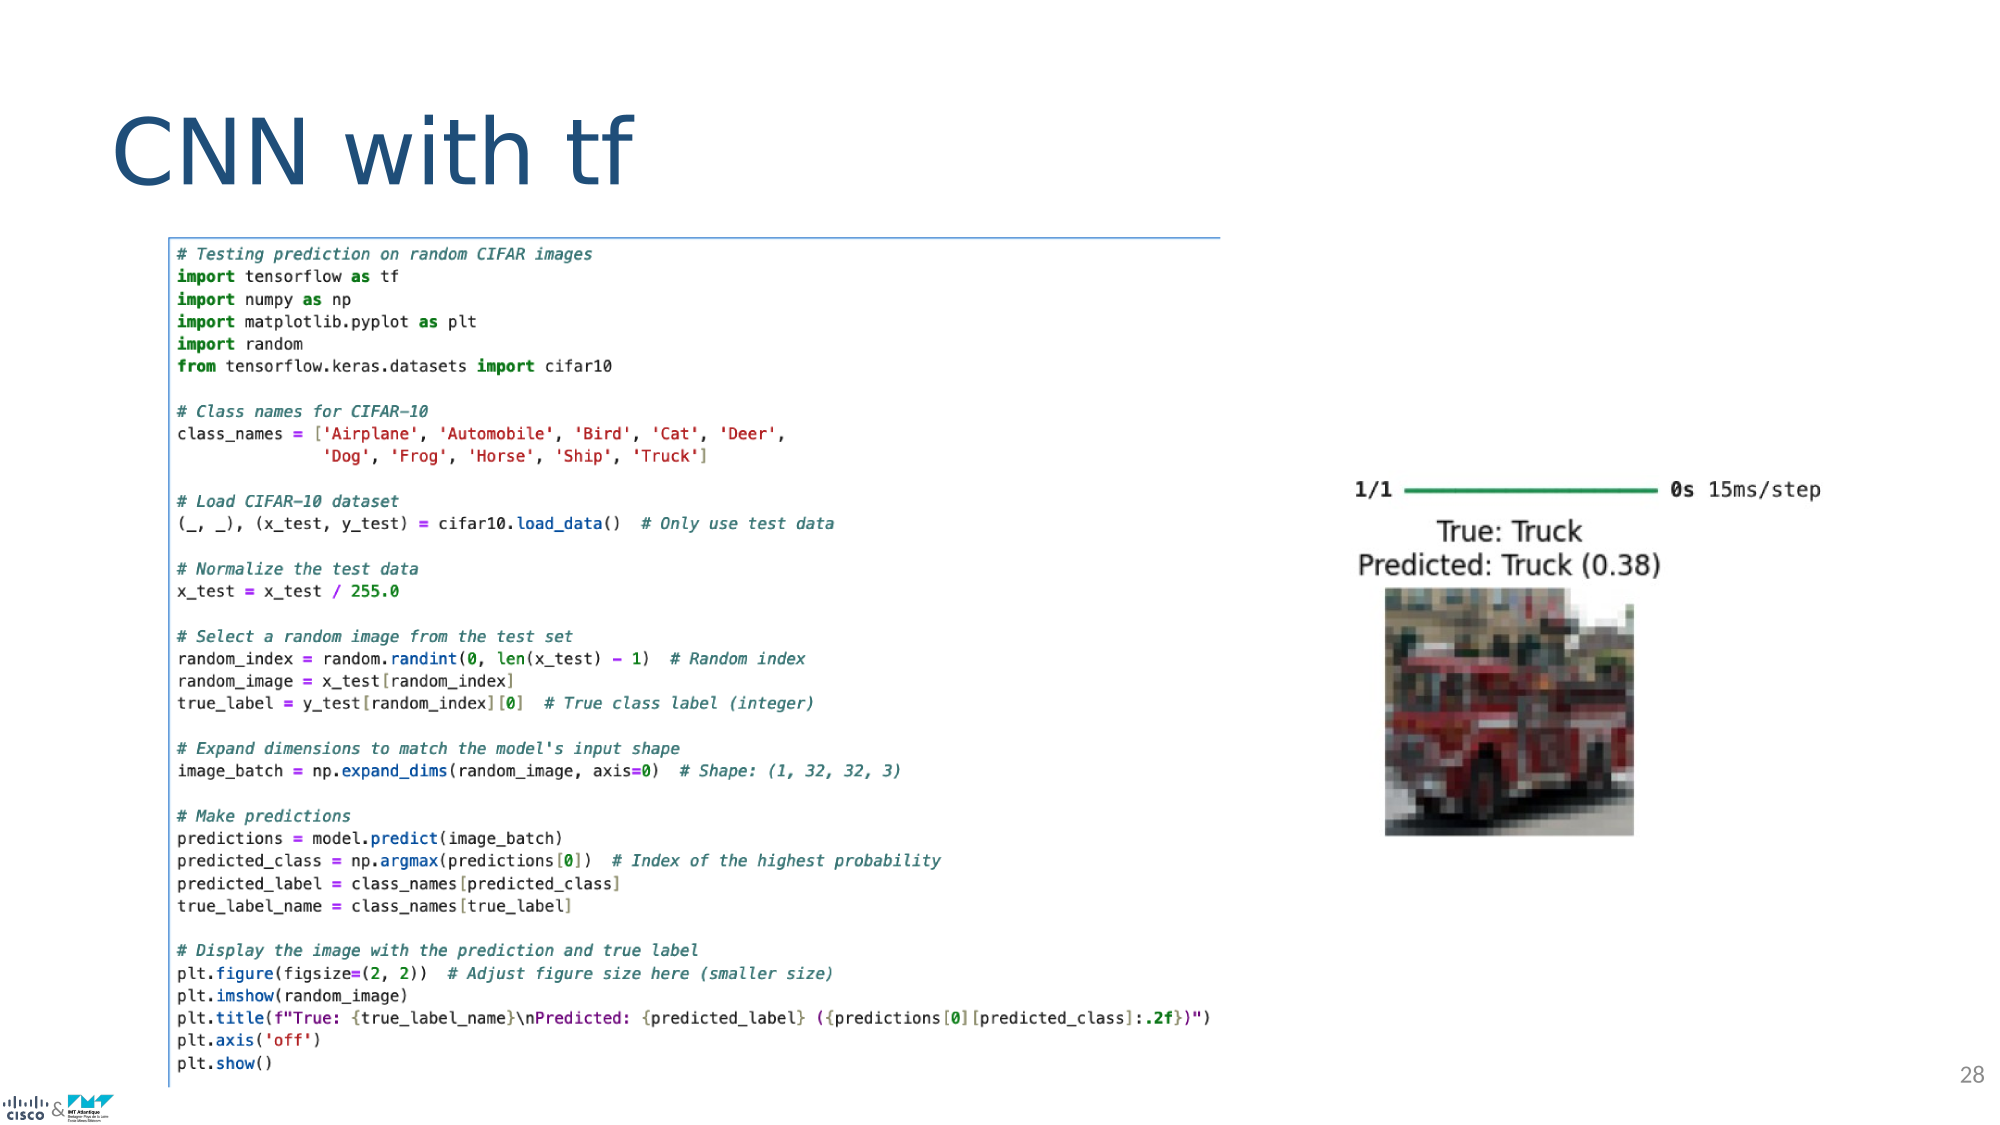 CNN with tf
# Testing prediction on random CIFAR images
import tensorflow as tf
import numpy as np
import matplotlib.pyplot as plt
import random
from tensorflow.keras.datasets import cifar10
# Class names for CIFAR-10
class_names = ['Airplane', 'Automobile', 'Bird', 'Cat', 'Deer',
'Dog', 'Frog', 'Horse', 'Ship', 'Truck']
# Load CIFAR-10 dataset
(_, _), (x_test, y_test) = cifar10.load_data()  # Only use test data
# Normalize the test data
x_test = x_test / 255.0
# Select a random image from the test set
random_index = random.randint(0, len(x_test) - 1)  # Random index
random_image = x_test[random_index]
true_label = y_test[random_index][0]  # True class label (integer)
# Expand dimensions to match the model's input shape
image_batch = np.expand_dims(random_image, axis=0)  # Shape: (1, 32, 32, 3)
# Make predictions
predictions = model.predict(image_batch)
predicted_class = np.argmax(predictions[0])  # Index of the highest probability
predicted_label = class_names[predicted_class]
true_label_name = class_names[true_label]
# Display the image with the prediction and true label
plt.figure(figsize=(2, 2))  # Adjust figure size here (smaller size)
plt.imshow(random_image)
plt.title(f"True: {true_label_name}\nPredicted: {predicted_label} ({predictions[0][predicted_class]:.2f})")
plt.axis('off')
plt.show()
1/1 0s 15ms/step
True: Truck
Predicted: Truck (0.38)
28
CISCO & IMT Atlantique